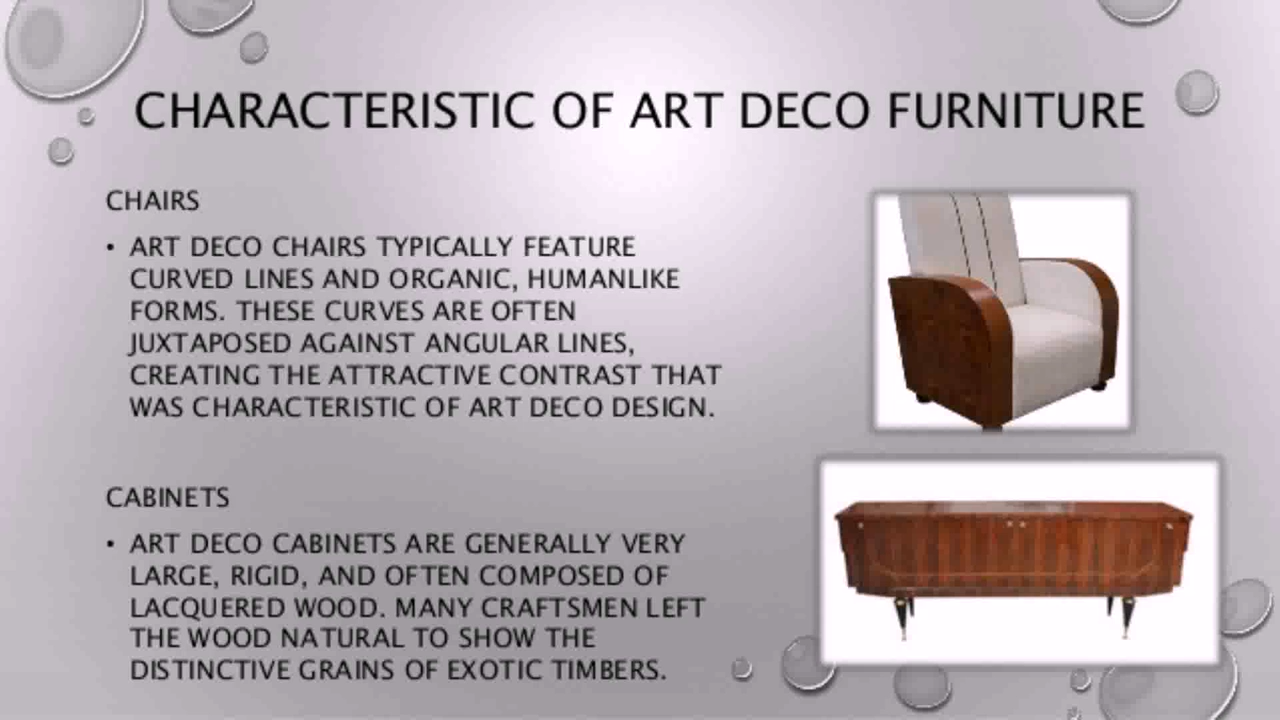 CHARACTERISTIC OF ART DECO FURNITURE
CHAIRS
• ART DECO CHAIRS TYPICALLY FEATURE
CURVED LINES AND ORGANIC, HUMANLIKE
FORMS. THESE CURVES ARE OFTEN
JUXTAPOSED AGAINST ANGULAR LINES,
CREATING THE ATTRACTIVE CONTRAST THAT
WAS CHARACTERISTIC OF ART DECO DESIGN.
CABINETS
• ART DECO CABINETS ARE GENERALLY VERY
LARGE, RIGID, AND OFTEN COMPOSED OF
LACQUERED WOOD. MANY CRAFTSMEN LEFT
THE WOOD NATURAL TO SHOW THE
DISTINCTIVE GRAINS OF EXOTIC TIMBERS.